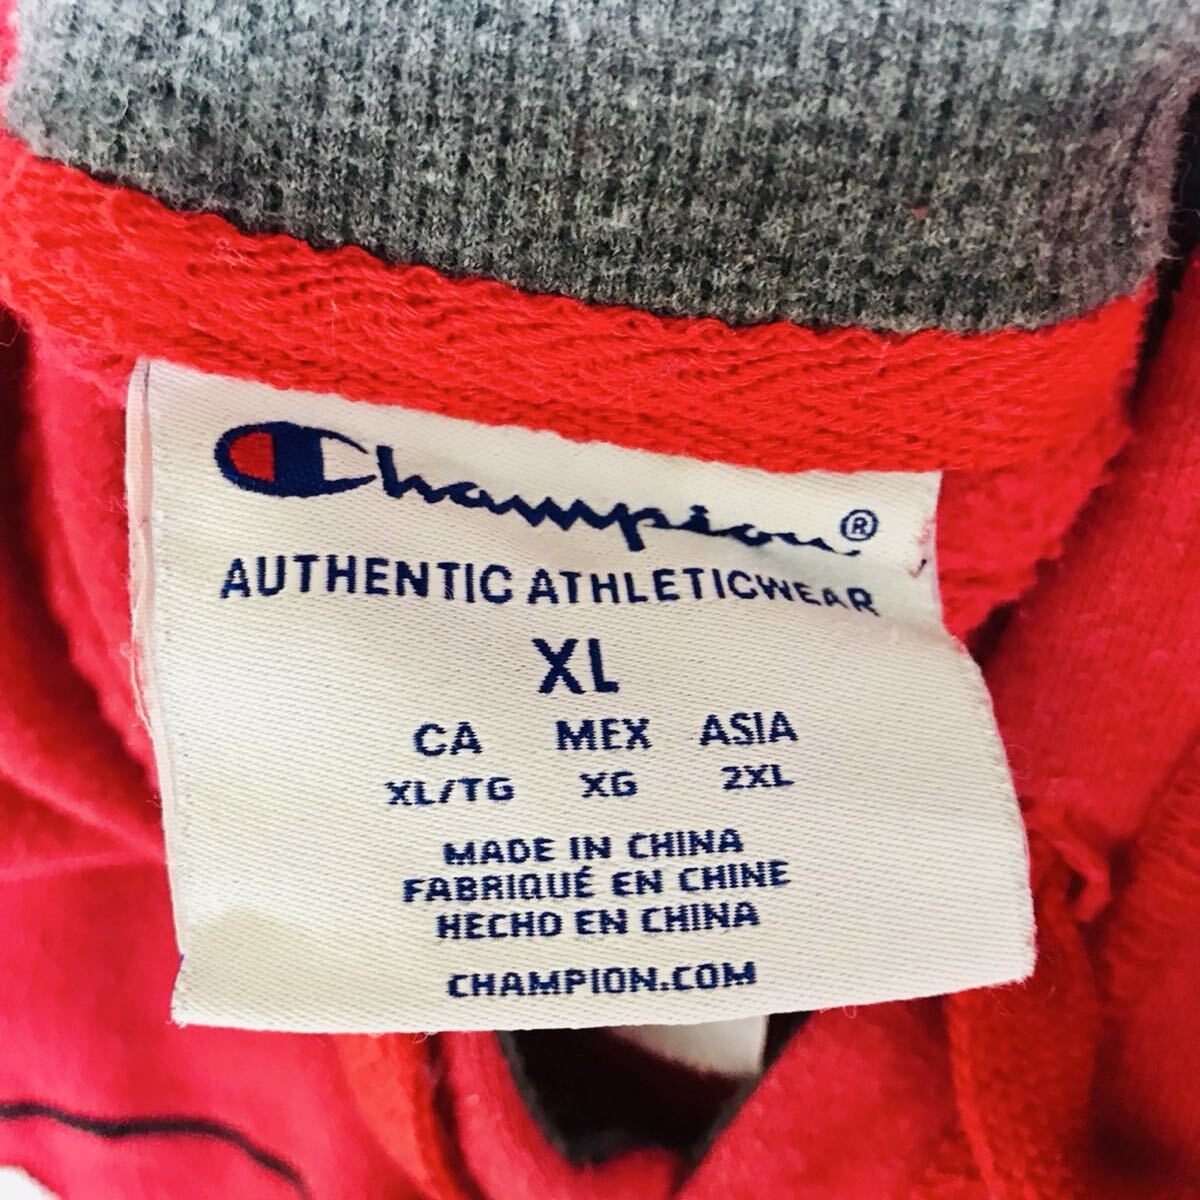 Champion®
AUTHENTIC ATHLETICWEAR
XL
CA MEX ASIA
XL/TG XG 2XL
MADE IN CHINA
FABRIQUÉ EN CHINE
HECHO EN CHINA
CHAMPION.COM